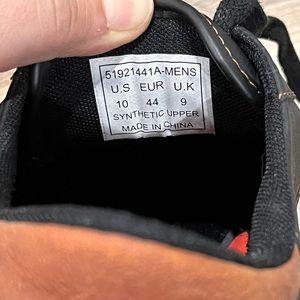 51921441A-MENS
U.S EUR U.K
10 44 9
SYNTHETIC UPPER
MADE IN CHINA